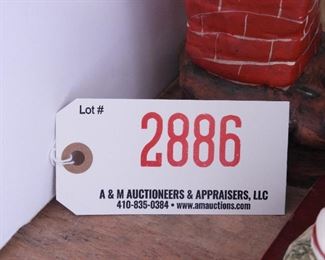 Lot #
2886
A & M AUCTIONEERS & APPRAISERS, LLC
410-835-0384 • www.amauctions.com